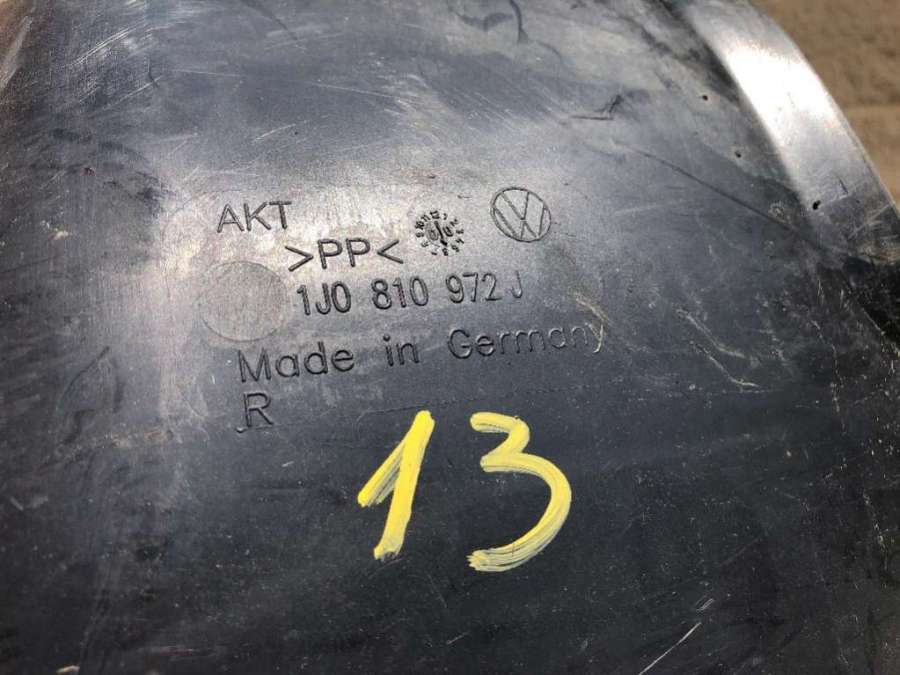 AKT
>PP<
1J0 810 972 J
Made in Germany
R
13